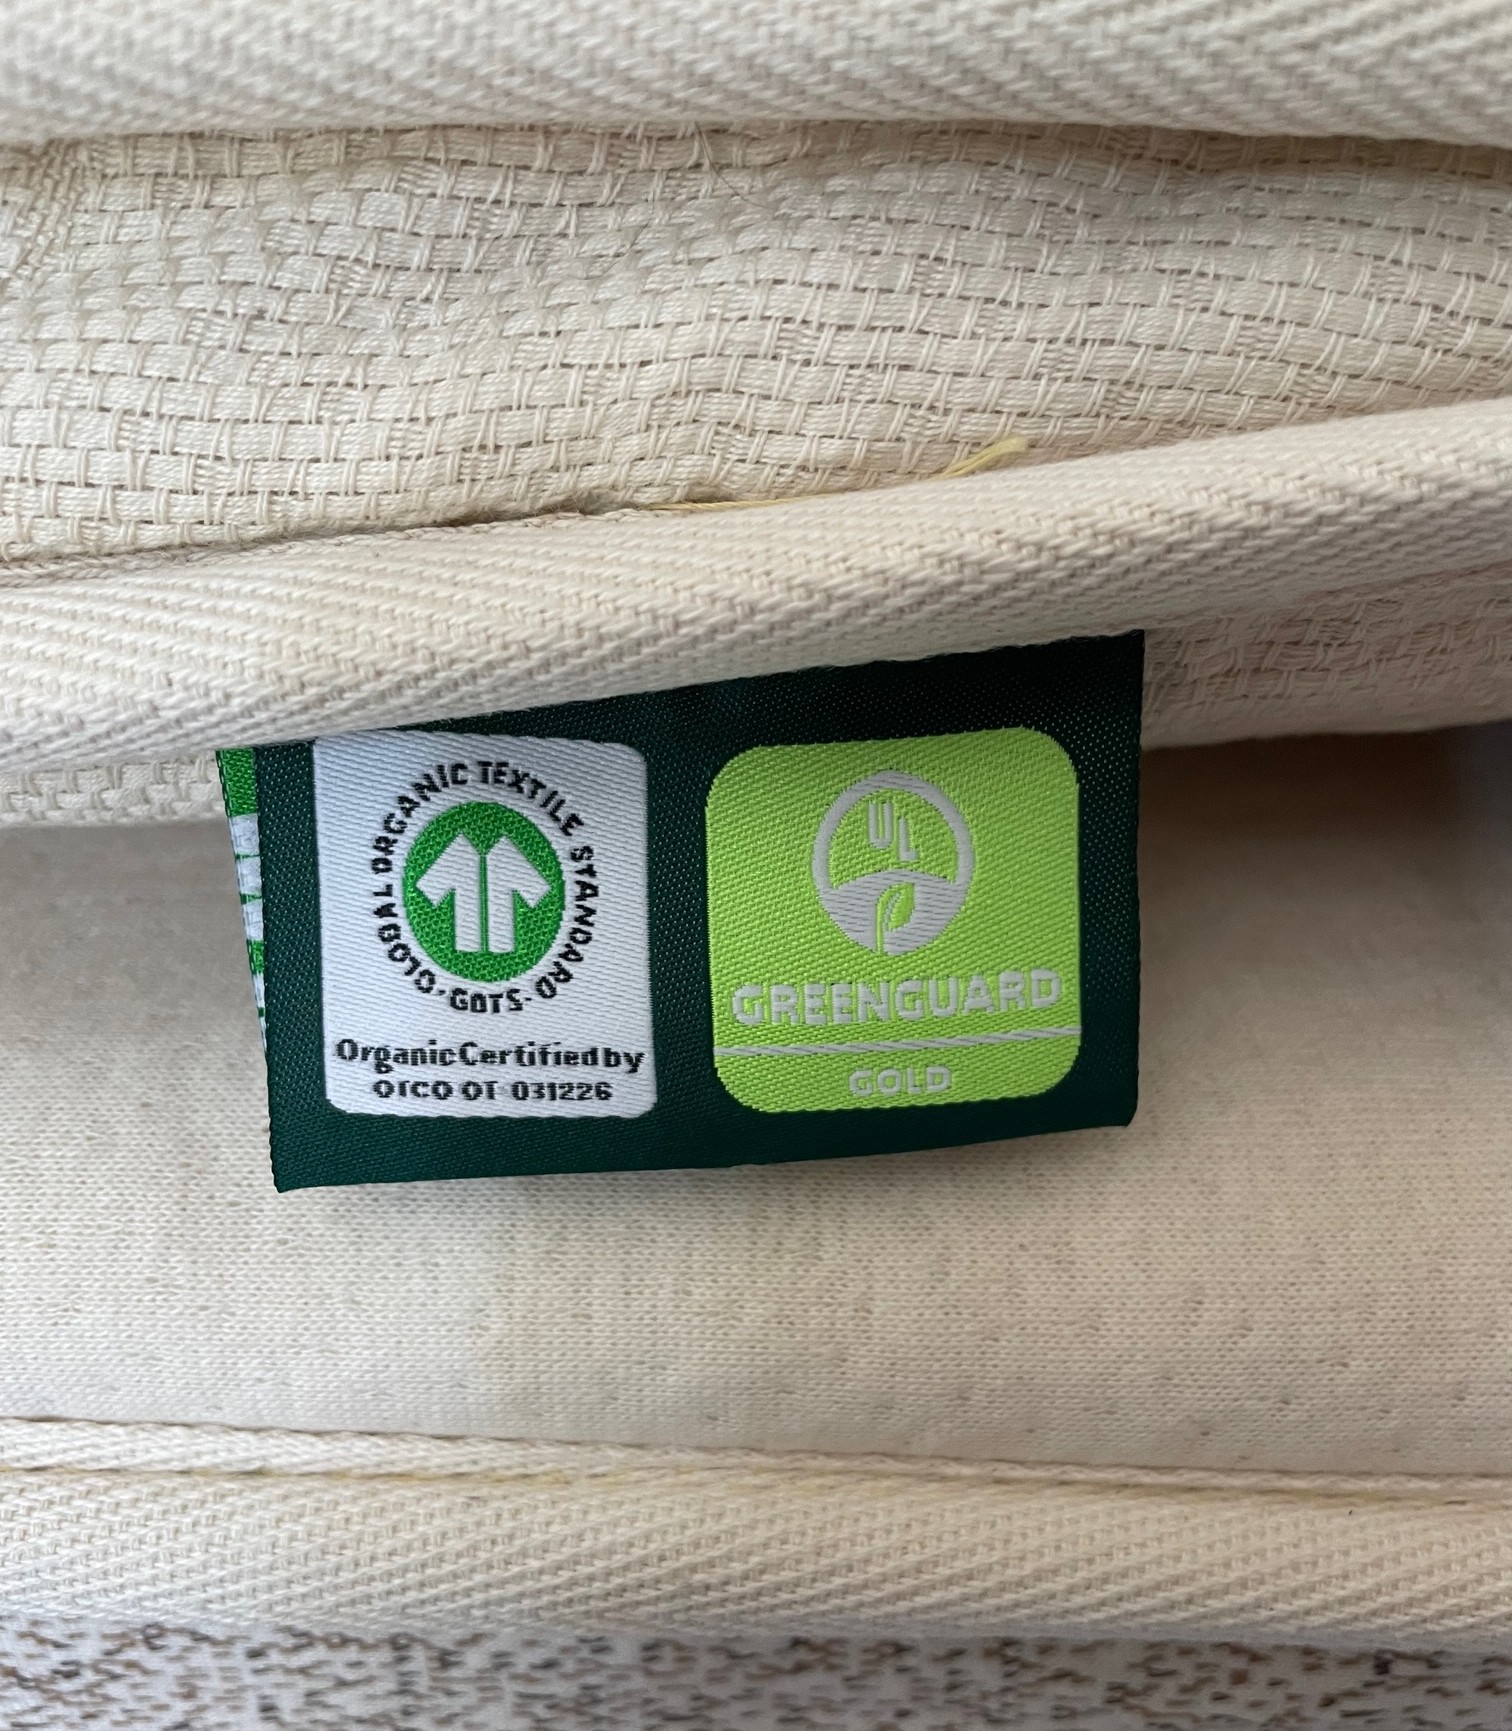 GLOBAL ORGANIC TEXTILE STANDARD · GOTS ·
Organic Certified by
OTCO OT-031226
UL
GREENGUARD
GOLD